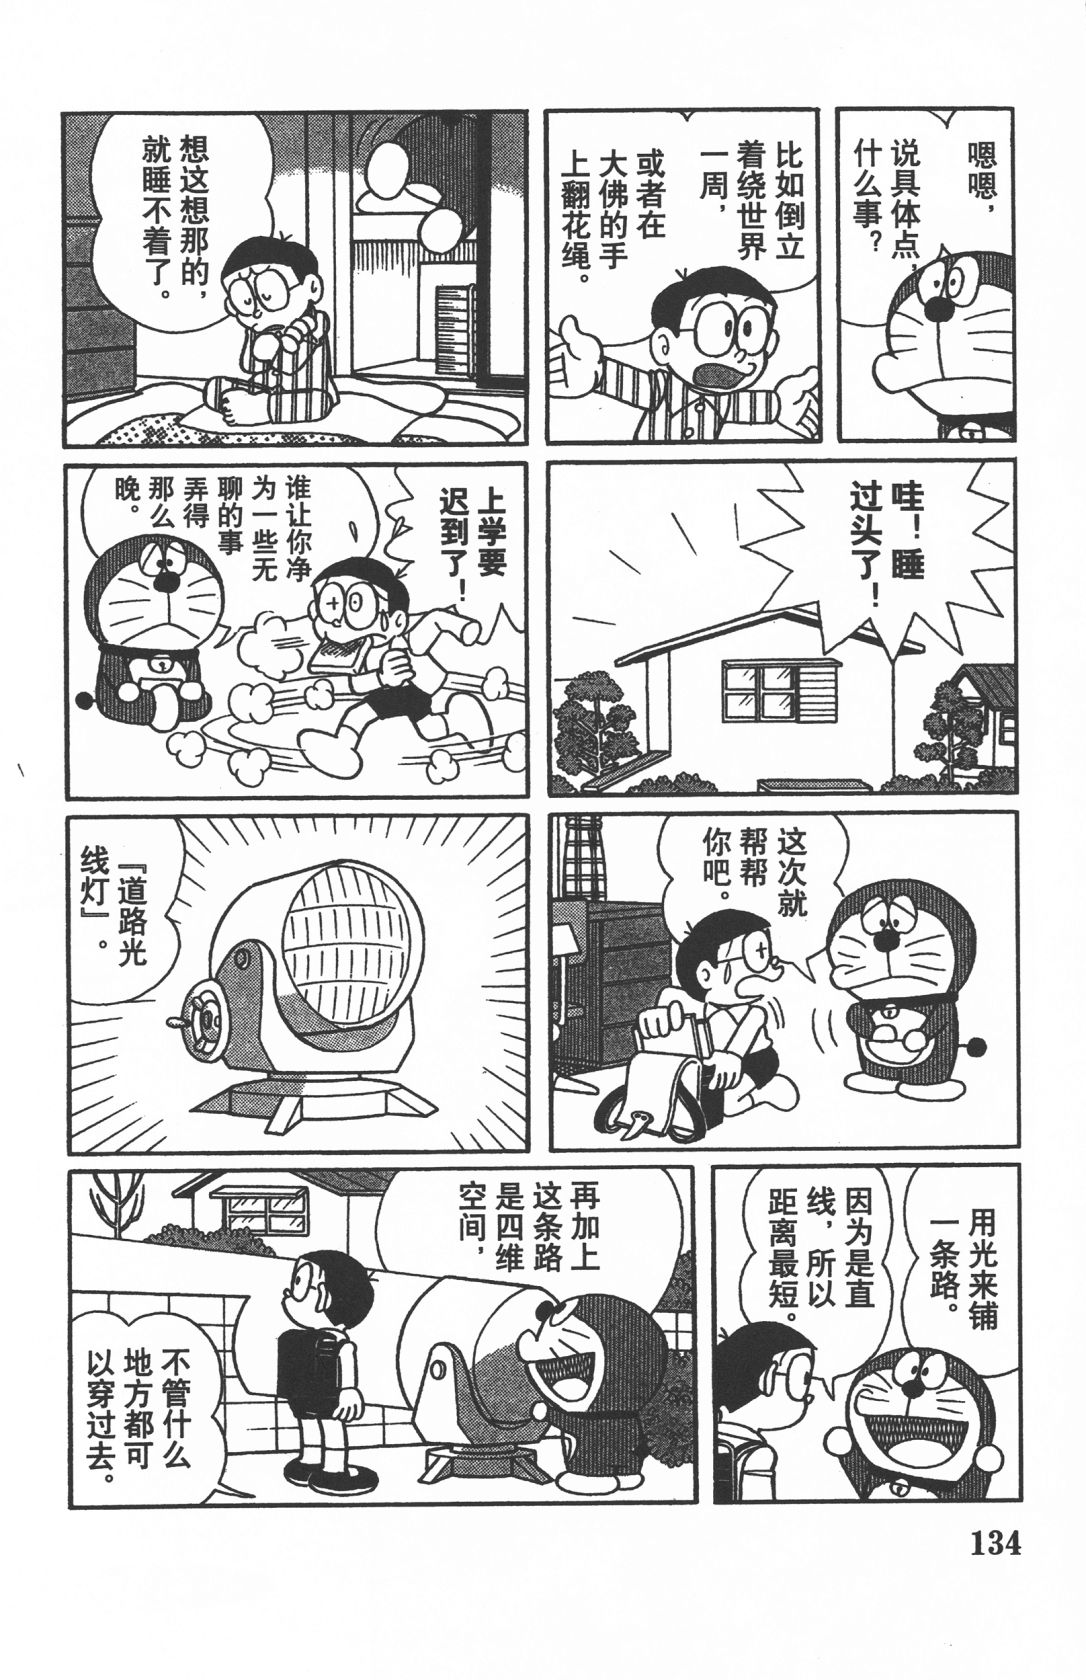 嗯嗯，
说具体点，
什么事？
比如倒立
着绕世界
一周，
或者在
大佛的手
上翻花绳。
想这想那的，
就睡不着了。
哇！睡
过头了！
上学要
迟到了！
谁让你净
为一些无
聊的事
弄得
那么
晚。
这次就
帮帮
你吧。
『道路光
线灯』。
用光来铺
一条路。
因为是直
线，所以
距离最短。
再加上
这条路
是四维
空间，
不管什么
地方都可
以穿过去。
134